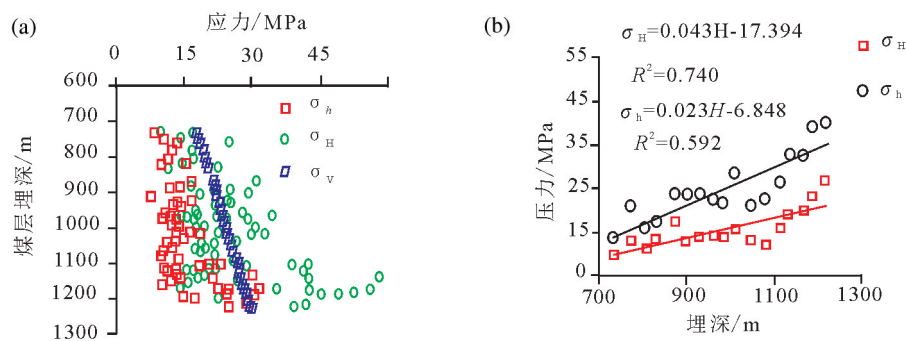 (a)
应力/MPa
0 15 30 45
600
700
800
900
1000
1100
1200
1300
煤层埋深/m
σh
σH
σV
(b)
σH=0.043H-17.394
R²=0.740
σh=0.023H-6.848
R²=0.592
σH
σh
55
45
35
25
15
5
0
压力/MPa
700 900 1100 1300
埋深/m